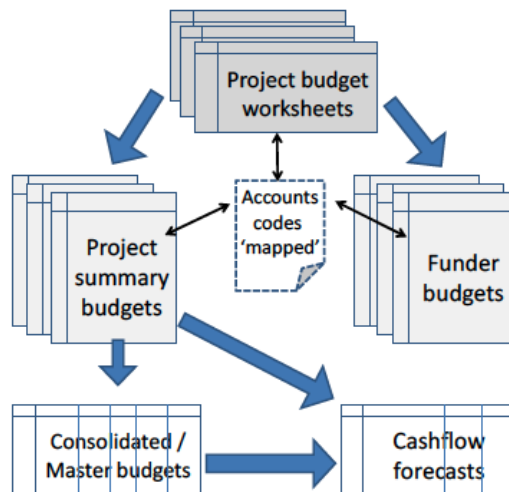 Project budget
worksheets
Accounts
codes
‘mapped’
Project
summary
budgets
Funder
budgets
Consolidated /
Master budgets
Cashflow
forecasts